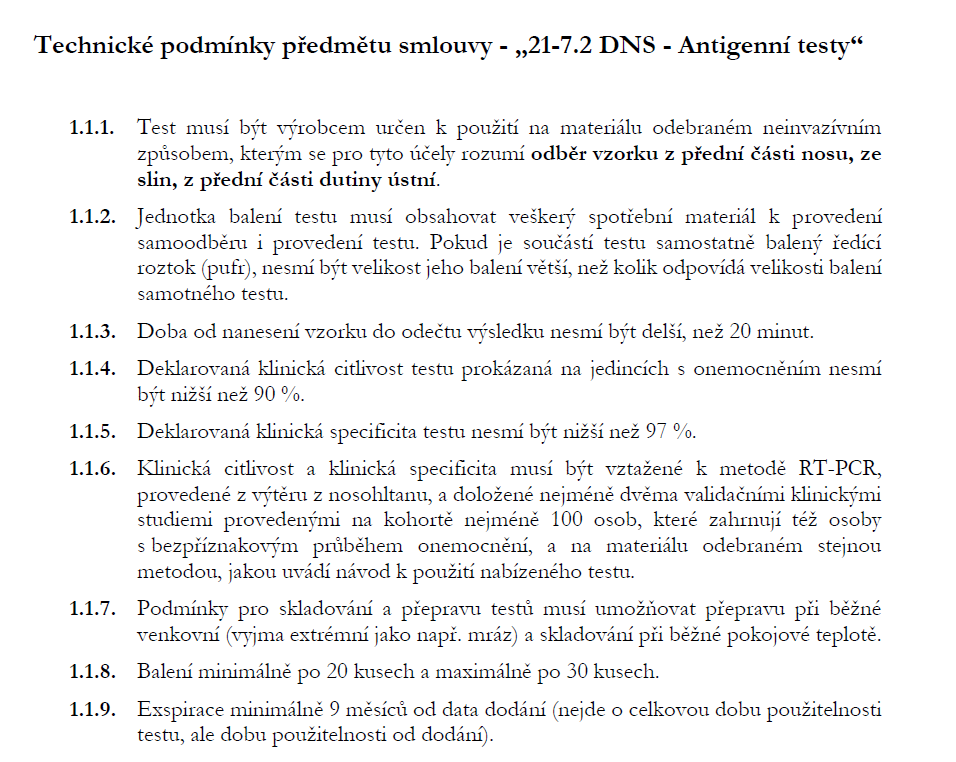 Technické podmínky předmětu smlouvy - „21-7.2 DNS - Antigenní testy“
1.1.1. Test musí být výrobcem určen k použití na materiálu odebraném neinvazívním
způsobem, kterým se pro tyto účely rozumí odběr vzorku z přední části nosu, ze
slin, z přední části dutiny ústní.
1.1.2. Jednotka balení testu musí obsahovat veškerý spotřební materiál k provedení
samoodběru i provedení testu. Pokud je součástí testu samostatně balený ředící
roztok (pufr), nesmí být velikost jeho balení větší, než kolik odpovídá velikosti balení
samotného testu.
1.1.3. Doba od nanesení vzorku do odečtu výsledku nesmí být delší, než 20 minut.
1.1.4. Deklarovaná klinická citlivost testu prokázaná na jedincích s onemocněním nesmí
být nižší než 90 %.
1.1.5. Deklarovaná klinická specificita testu nesmí být nižší než 97 %.
1.1.6. Klinická citlivost a klinická specificita musí být vztažené k metodě RT-PCR,
provedené z výtěru z nosohltanu, a doložené nejméně dvěma validačními klinickými
studiemi provedenými na kohortě nejméně 100 osob, které zahrnují též osoby
s bezpříznakovým průběhem onemocnění, a na materiálu odebraném stejnou
metodou, jakou uvádí návod k použití nabízeného testu.
1.1.7. Podmínky pro skladování a přepravu testů musí umožňovat přepravu při běžné
venkovní (vyjma extrémní jako např. mráz) a skladování při běžné pokojové teplotě.
1.1.8. Balení minimálně po 20 kusech a maximálně po 30 kusech.
1.1.9. Exspirace minimálně 9 měsíců od data dodání (nejde o celkovou dobu použitelnosti
testu, ale dobu použitelnosti od dodání).